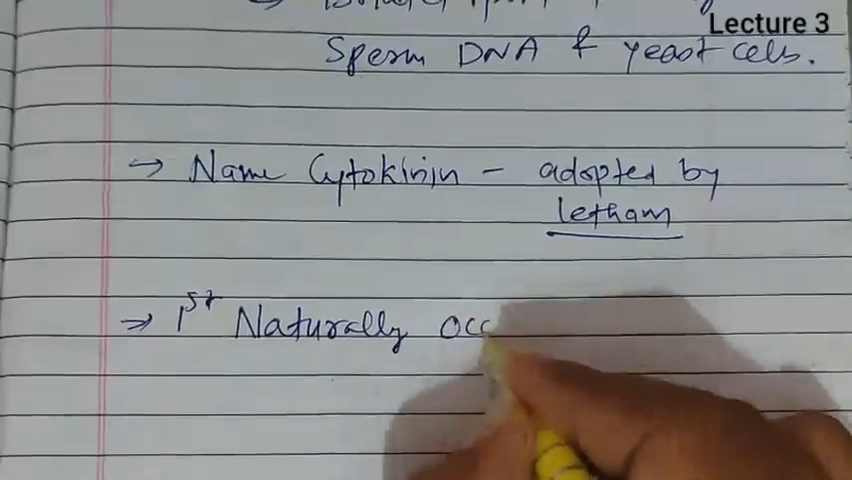 Lecture 3
Sperm DNA & yeast cells.
→ Name Cytokinin - adopted by
letham
⇒ 1st Naturally occ